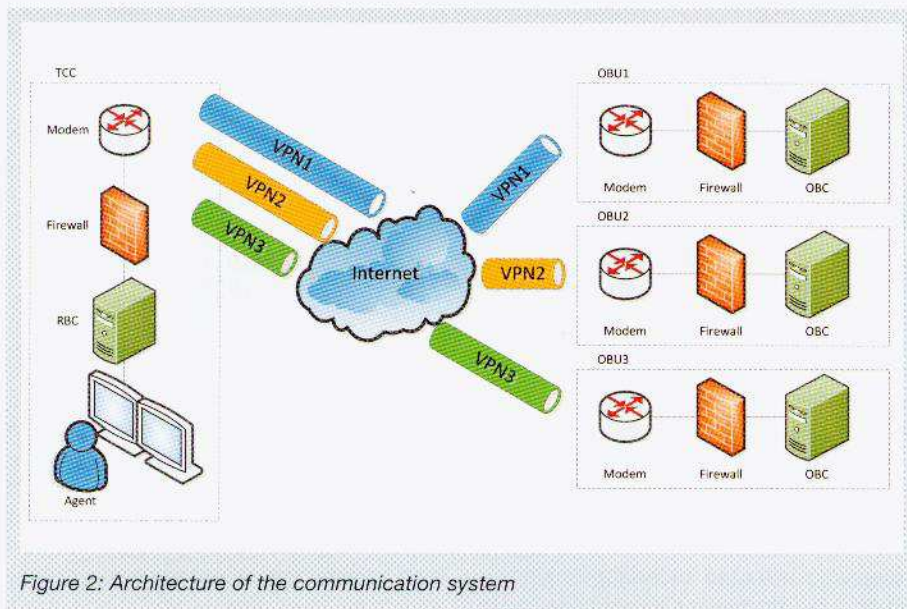 TCC
Modem
Firewall
RBC
Agent
VPN1
VPN2
VPN3
Internet
VPN1
VPN2
VPN3
OBU1
Modem Firewall OBC
OBU2
Modem Firewall OBC
OBU3
Modem Firewall OBC
Figure 2: Architecture of the communication system